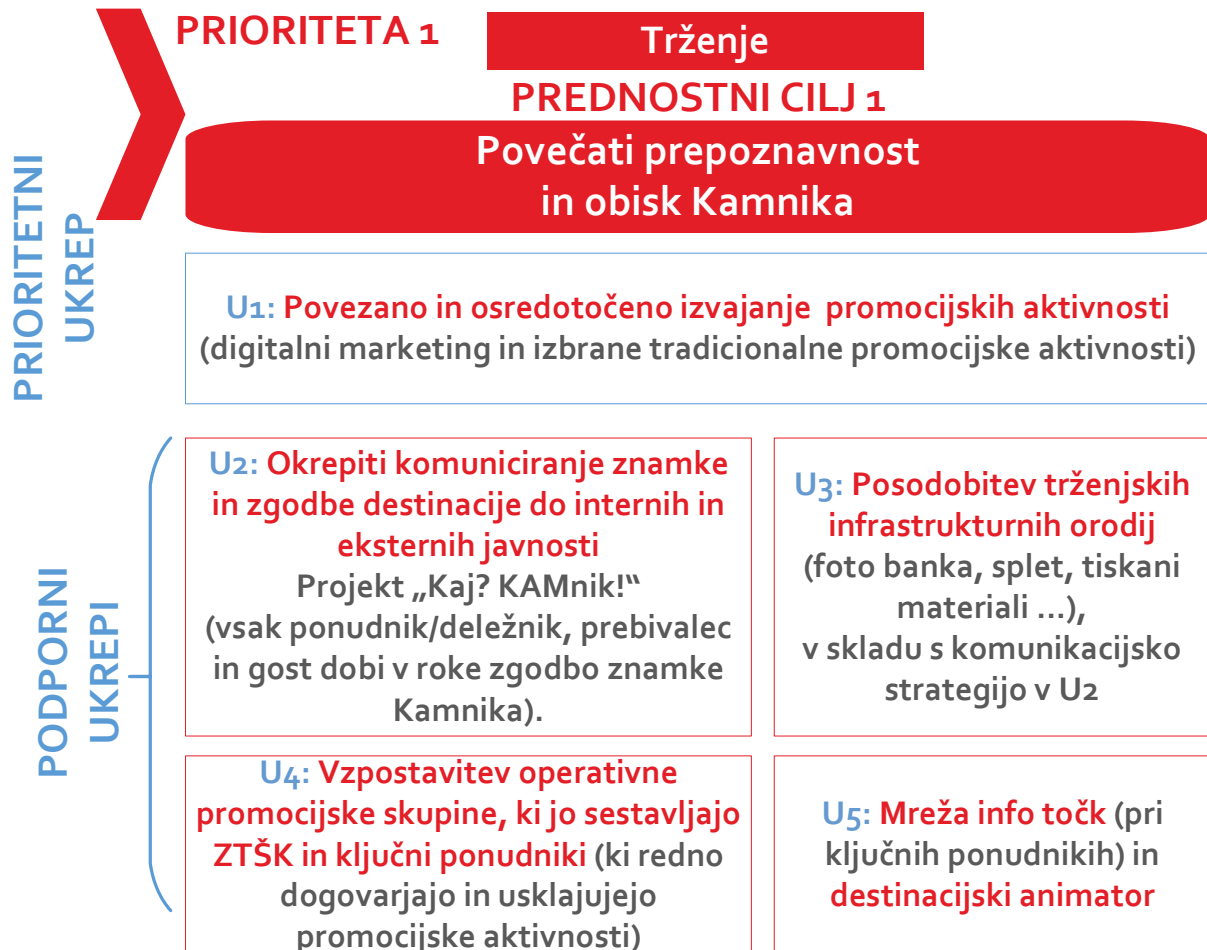 PRIORITETA 1
Trženje
PREDNOSTNI CILJ 1
Povečati prepoznavnost
in obisk Kamnika
PRIORITETNI
UKREP
U1: Povezano in osredotočeno izvajanje promocijskih aktivnosti
(digitalni marketing in izbrane tradicionalne promocijske aktivnosti)
PODPORNI
UKREPI
U2: Okrepiti komuniciranje znamke
in zgodbe destinacije do internih in
eksternih javnosti
Projekt „Kaj? KAMnik!“
(vsak ponudnik/deležnik, prebivalec
in gost dobi v roke zgodbo znamke
Kamnika).
U3: Posodobitev trženjskih
infrastrukturnih orodij
(foto banka, splet, tiskani
materiali ...),
v skladu s komunikacijsko
strategijo v U2
U4: Vzpostavitev operativne
promocijske skupine, ki jo sestavljajo
ZTŠK in ključni ponudniki (ki redno
dogovarjajo in usklajujejo
promocijske aktivnosti)
U5: Mreža info točk (pri
ključnih ponudnikih) in
destinacijski animator